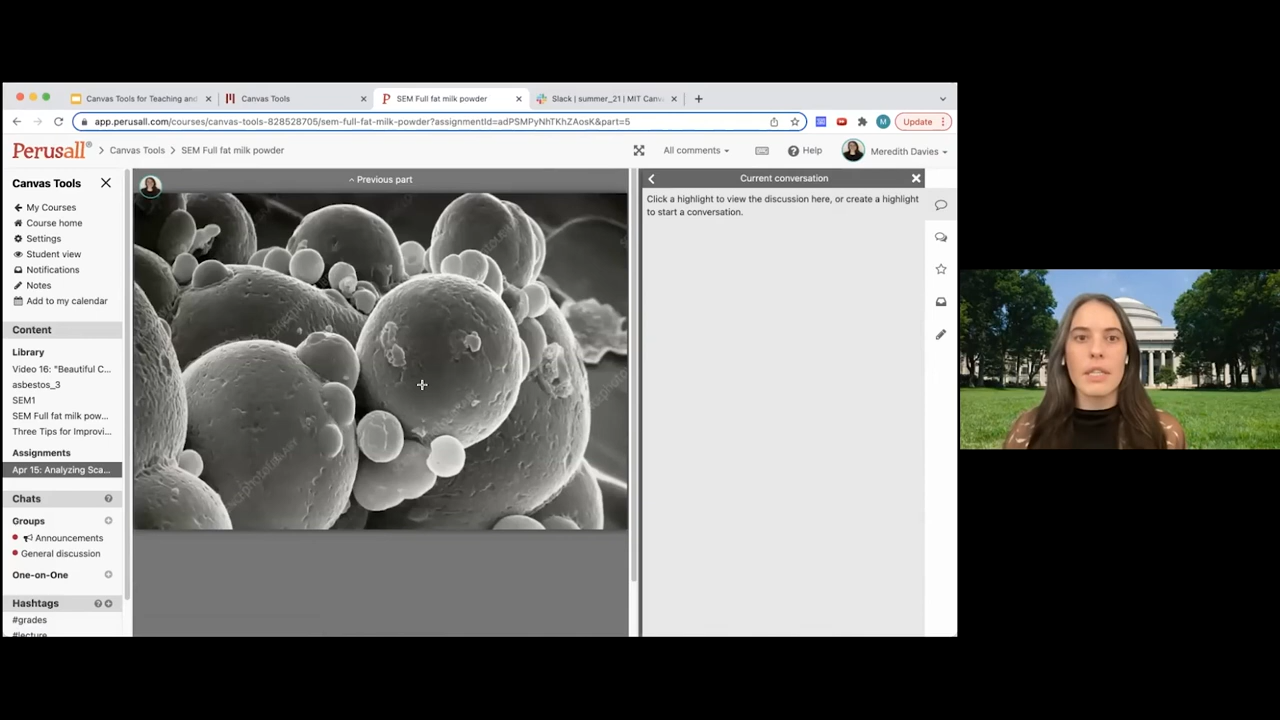 Canvas Tools for Teaching and
Canvas Tools
SEM Full fat milk powder
Slack | summer_21 | MIT Canv
app.perusall.com/courses/canvas-tools-828528705/sem-full-fat-milk-powder?assignmentId=adPSMPyNhTKhZAosK&part=5
M
Update
Perusall®
Canvas Tools
SEM Full fat milk powder
All comments
Help
Meredith Davies
Canvas Tools
My Courses
Course home
Settings
Student view
Notifications
Notes
Add to my calendar
Content
Library
Video 16: "Beautiful C...
asbestos_3
SEM1
SEM Full fat milk pow...
Three Tips for Improvi...
Assignments
Apr 15: Analyzing Sca...
Chats
Groups
Announcements
General discussion
One-on-One
Hashtags
#grades
#lecture
Previous part
Current conversation
Click a highlight to view the discussion here, or create a highlight
to start a conversation.